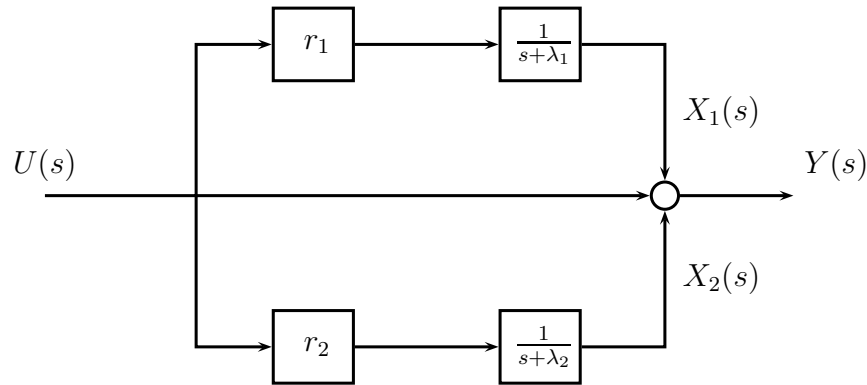 r₁
1/(s+λ₁)
X₁(s)
U(s)
Y(s)
X₂(s)
r₂
1/(s+λ₂)